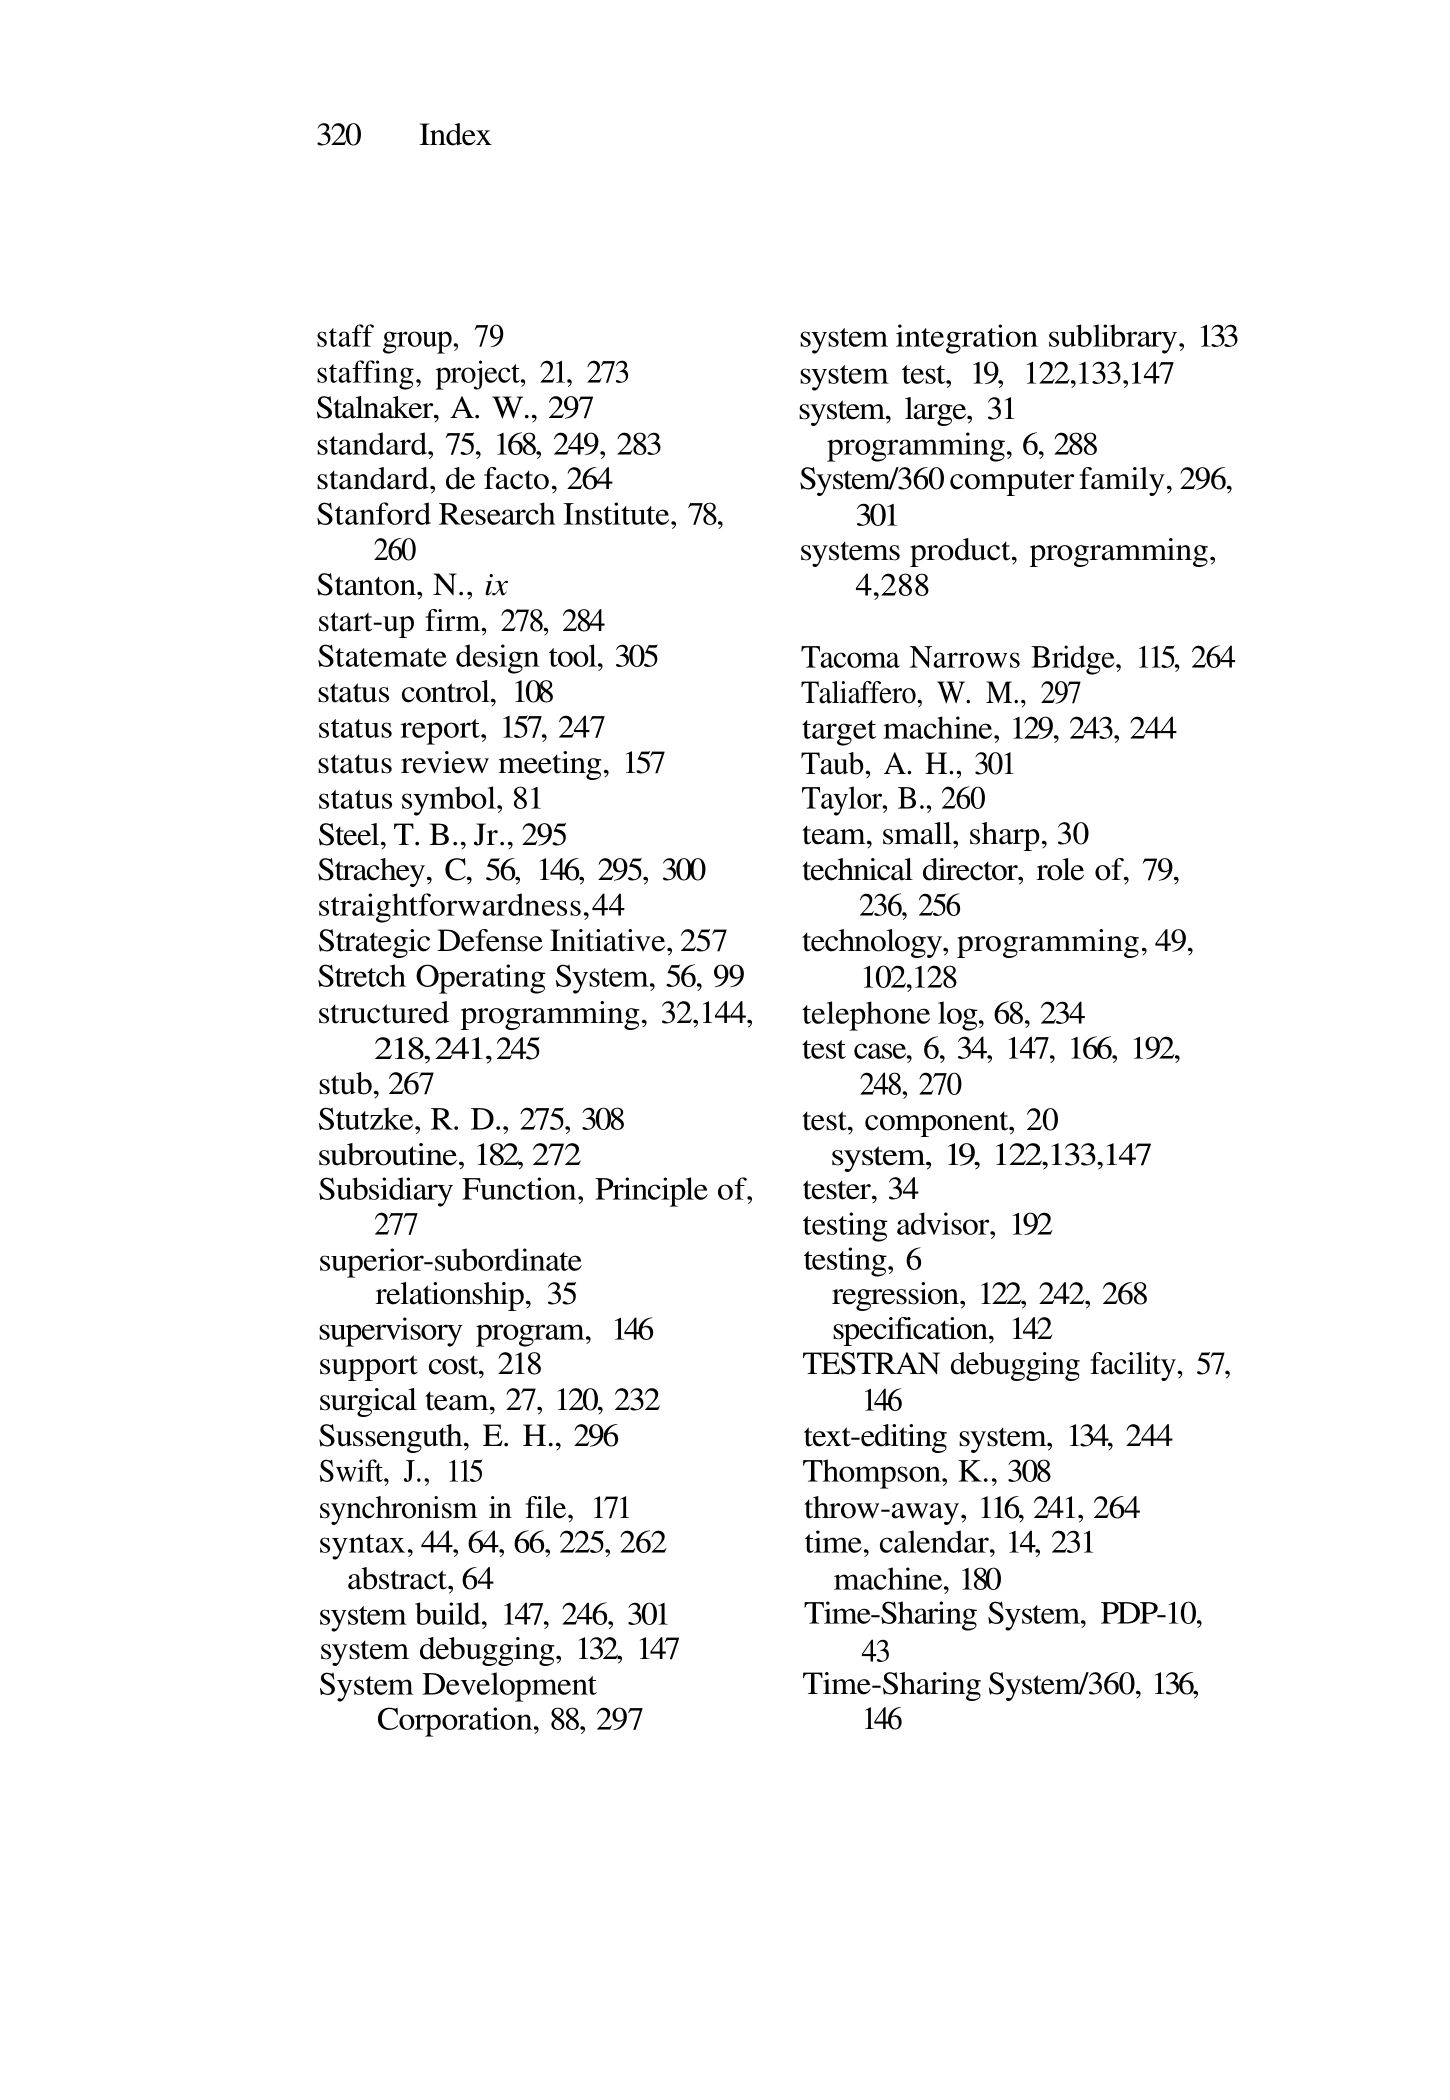 320 Index
staff group, 79
staffing, project, 21, 273
Stalnaker, A. W., 297
standard, 75, 168, 249, 283
standard, de facto, 264
Stanford Research Institute, 78,
260
Stanton, N., ix
start-up firm, 278, 284
Statemate design tool, 305
status control, 108
status report, 157, 247
status review meeting, 157
status symbol, 81
Steel, T. B., Jr., 295
Strachey, C, 56, 146, 295, 300
straightforwardness,44
Strategic Defense Initiative, 257
Stretch Operating System, 56, 99
structured programming, 32,144,
218,241,245
stub, 267
Stutzke, R. D., 275, 308
subroutine, 182, 272
Subsidiary Function, Principle of,
277
superior-subordinate
relationship, 35
supervisory program, 146
support cost, 218
surgical team, 27, 120, 232
Sussenguth, E. H., 296
Swift, J., 115
synchronism in file, 171
syntax, 44, 64, 66, 225, 262
abstract, 64
system build, 147, 246, 301
system debugging, 132, 147
System Development
Corporation, 88, 297
system integration sublibrary, 133
system test, 19, 122,133,147
system, large, 31
programming, 6, 288
System/360 computer family, 296,
301
systems product, programming,
4,288
Tacoma Narrows Bridge, 115, 264
Taliaffero, W. M., 297
target machine, 129, 243, 244
Taub, A. H., 301
Taylor, B., 260
team, small, sharp, 30
technical director, role of, 79,
236, 256
technology, programming, 49,
102,128
telephone log, 68, 234
test case, 6, 34, 147, 166, 192,
248, 270
test, component, 20
system, 19, 122,133,147
tester, 34
testing advisor, 192
testing, 6
regression, 122, 242, 268
specification, 142
TESTRAN debugging facility, 57,
146
text-editing system, 134, 244
Thompson, K., 308
throw-away, 116, 241, 264
time, calendar, 14, 231
machine, 180
Time-Sharing System, PDP-10,
43
Time-Sharing System/360, 136,
146